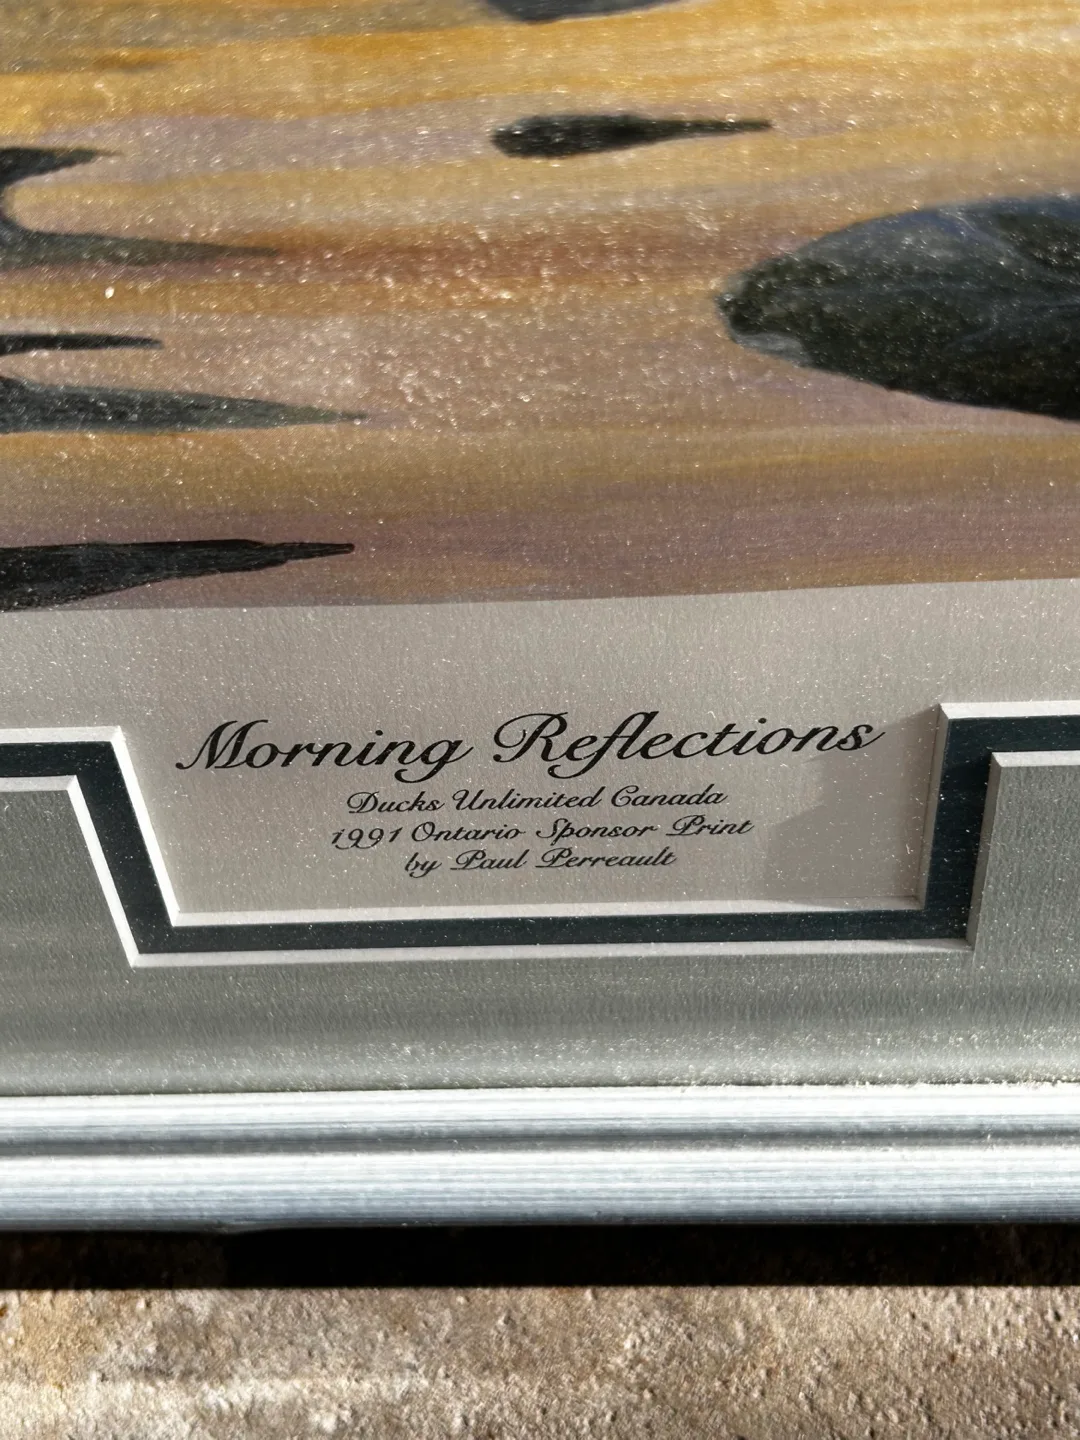 Morning Reflections
Ducks Unlimited Canada
1991 Ontario Sponsor Print
by Paul Perreault